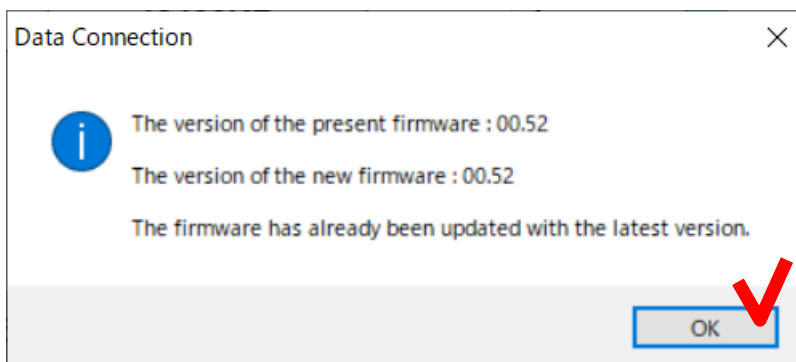 Data Connection
The version of the present firmware : 00.52
The version of the new firmware : 00.52
The firmware has already been updated with the latest version.
OK